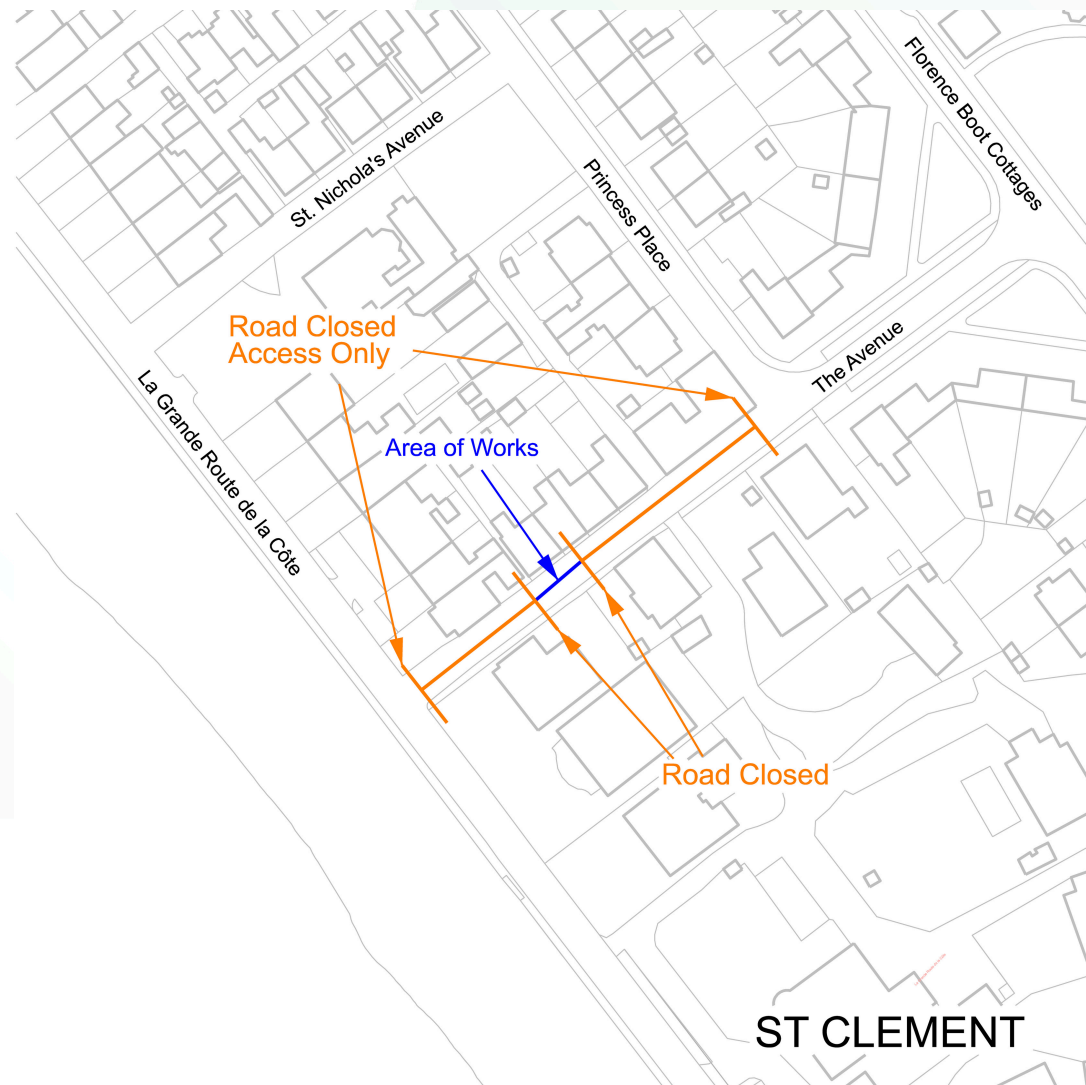 Florence Boot Cottages
St. Nichola's Avenue
Princess Place
Road Closed
Access Only
The Avenue
La Grande Route de la Côte
Area of Works
Road Closed
ST CLEMENT